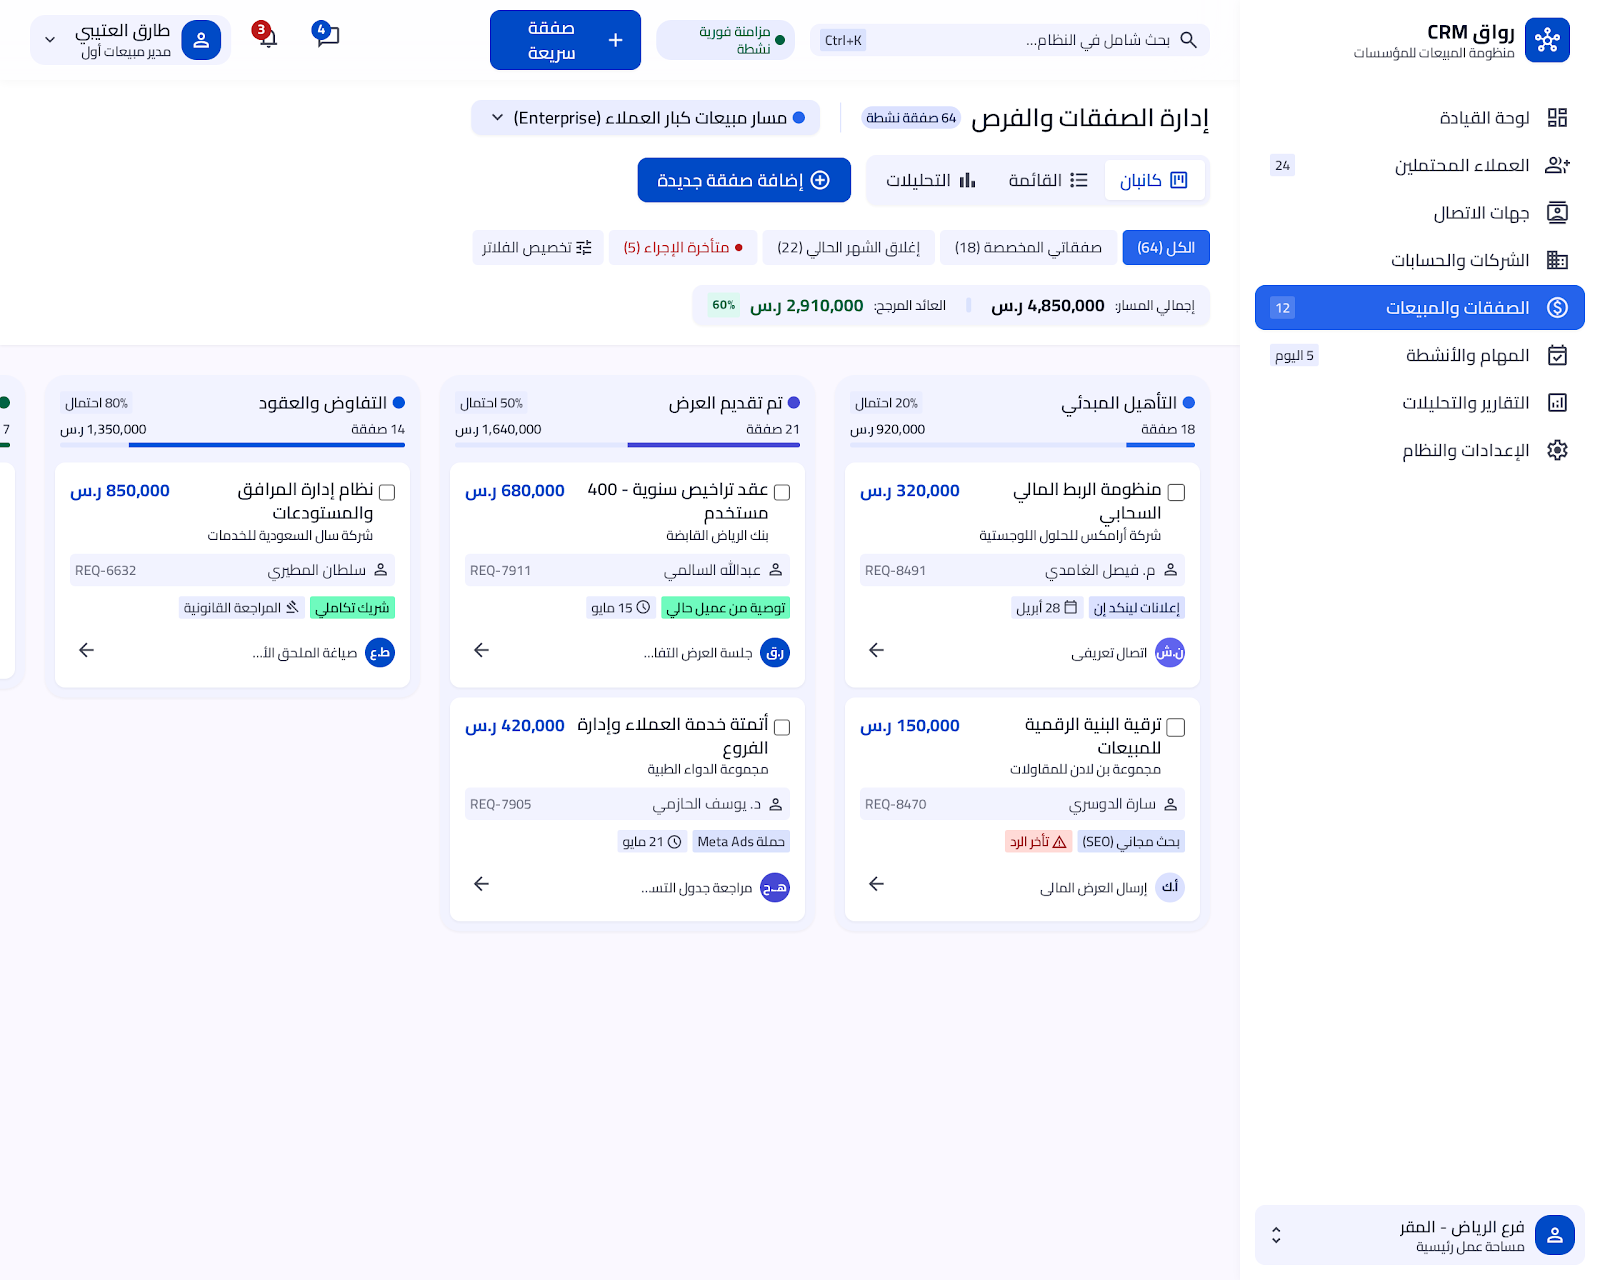 رواق CRM
منظومة المبيعات للمؤسسات
لوحة القيادة
العملاء المحتملين
24
جهات الاتصال
الشركات والحسابات
الصفقات والمبيعات
12
المهام والأنشطة
5 اليوم
التقارير والتحليلات
الإعدادات والنظام
فرع الرياض - المقر
مساحة عمل رئيسية
بحث شامل في النظام...
Ctrl+K
مزامنة فورية
نشطة
صفقة
سريعة
4
3
طارق العتيبي
مدير مبيعات أول
إدارة الصفقات والفرص
64 صفقة نشطة
مسار مبيعات كبار العملاء (Enterprise)
كانبان
القائمة
التحليلات
إضافة صفقة جديدة
الكل (64)
صفقاتي المخصصة (18)
إغلاق الشهر الحالي (22)
متأخرة الإجراء (5)
تخصيص الفلاتر
إجمالي المسار: 4,850,000 ر.س
العائد المرجح: 2,910,000 ر.س
60%
التأهيل المبدئي
20% احتمال
18 صفقة
920,000 ر.س
منظومة الربط المالي
السحابي
320,000 ر.س
شركة أرامكس للحلول اللوجستية
م. فيصل الغامدي
REQ-8491
إعلانات لينكد إن
28 أبريل
ن.ش
اتصال تعريفي
ترقية البنية الرقمية
للمبيعات
150,000 ر.س
مجموعة بن لادن للمقاولات
سارة الدوسري
REQ-8470
بحث مجاني (SEO)
تأخر الرد
أ.ك
إرسال العرض المالي
تم تقديم العرض
50% احتمال
21 صفقة
1,640,000 ر.س
عقد تراخيص سنوية - 400
مستخدم
680,000 ر.س
بنك الرياض القابضة
عبدالله السالمي
REQ-7911
توصية من عميل حالي
15 مايو
ر.ق
جلسة العرض التفا...
أتمتة خدمة العملاء وإدارة
الفروع
420,000 ر.س
مجموعة الدواء الطبية
د. يوسف الحازمي
REQ-7905
حملة Meta Ads
21 مايو
هـ.ح
مراجعة جدول التس...
التفاوض والعقود
80% احتمال
14 صفقة
1,350,000 ر.س
نظام إدارة المرافق
والمستودعات
850,000 ر.س
شركة سال السعودية للخدمات
سلطان المطيري
REQ-6632
شريك تكاملي
المراجعة القانونية
ط.ع
صياغة الملحق الأ...
7